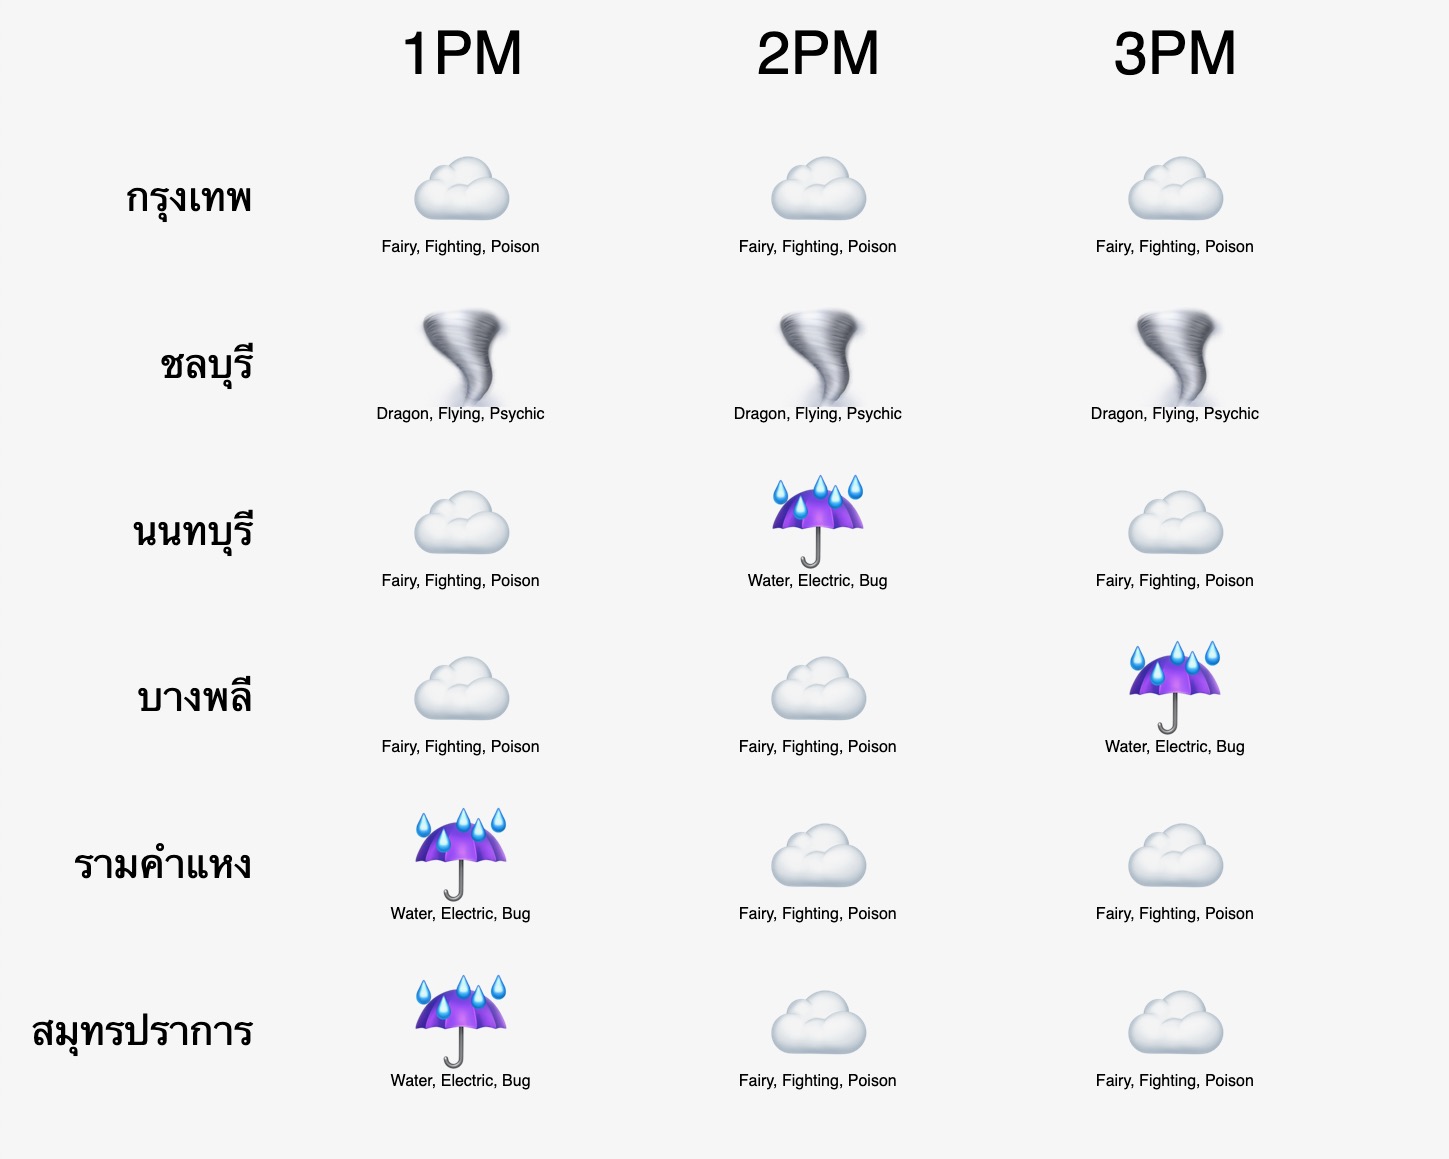 1PM 2PM 3PM
กรุงเทพ
Fairy, Fighting, Poison Fairy, Fighting, Poison Fairy, Fighting, Poison
ชลบุรี
Dragon, Flying, Psychic Dragon, Flying, Psychic Dragon, Flying, Psychic
นนทบุรี
Fairy, Fighting, Poison Water, Electric, Bug Fairy, Fighting, Poison
บางพลี
Fairy, Fighting, Poison Fairy, Fighting, Poison Water, Electric, Bug
รามคำแหง
Water, Electric, Bug Fairy, Fighting, Poison Fairy, Fighting, Poison
สมุทรปราการ
Water, Electric, Bug Fairy, Fighting, Poison Fairy, Fighting, Poison